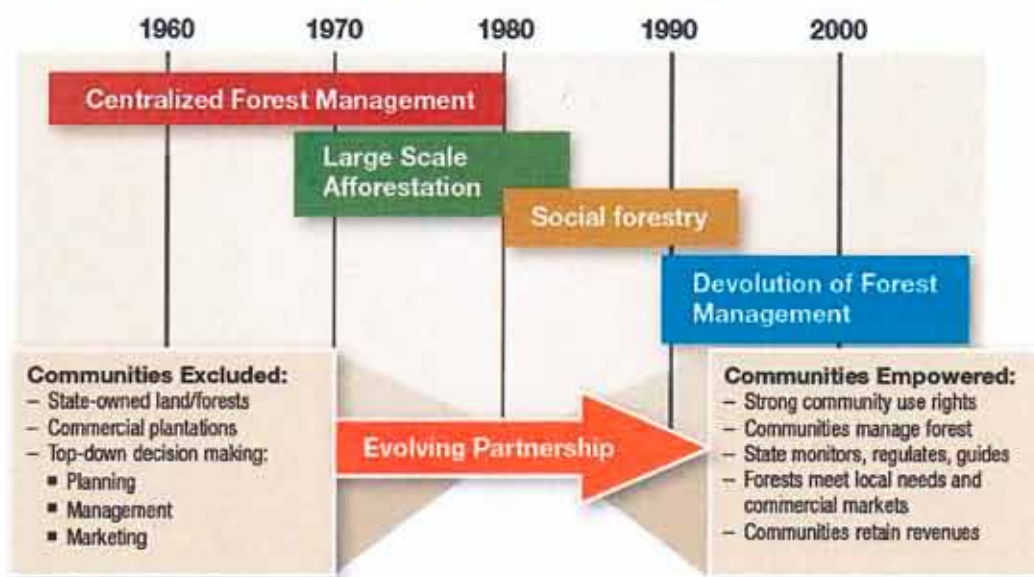 1960 1970 1980 1990 2000
Centralized Forest Management
Large Scale
Afforestation
Social forestry
Devolution of Forest
Management
Communities Excluded:
– State-owned land/forests
– Commercial plantations
– Top-down decision making:
▪ Planning
▪ Management
▪ Marketing
Evolving Partnership
Communities Empowered:
– Strong community use rights
– Communities manage forest
– State monitors, regulates, guides
– Forests meet local needs and
commercial markets
– Communities retain revenues